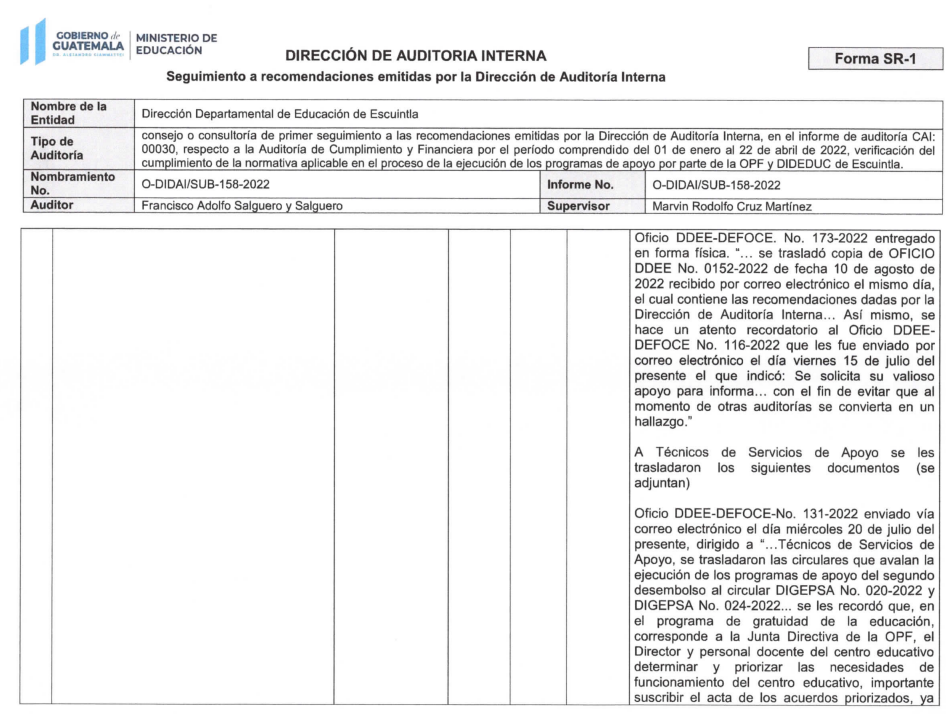 GOBIERNO de
GUATEMALA
DR. ALEJANDRO GIAMMATTEI
MINISTERIO DE
EDUCACIÓN
DIRECCIÓN DE AUDITORIA INTERNA
Forma SR-1
Seguimiento a recomendaciones emitidas por la Dirección de Auditoría Interna
Nombre de la
Entidad
Dirección Departamental de Educación de Escuintla
Tipo de
Auditoría
consejo o consultoría de primer seguimiento a las recomendaciones emitidas por la Dirección de Auditoría Interna, en el informe de auditoría CAI:
00030, respecto a la Auditoría de Cumplimiento y Financiera por el período comprendido del 01 de enero al 22 de abril de 2022, verificación del
cumplimiento de la normativa aplicable en el proceso de la ejecución de los programas de apoyo por parte de la OPF y DIDEDUC de Escuintla.
Nombramiento
No.
O-DIDAI/SUB-158-2022
Informe No.
O-DIDAI/SUB-158-2022
Auditor
Francisco Adolfo Salguero y Salguero
Supervisor
Marvin Rodolfo Cruz Martínez
Oficio DDEE-DEFOCE. No. 173-2022 entregado
en forma física. “... se trasladó copia de OFICIO
DDEE No. 0152-2022 de fecha 10 de agosto de
2022 recibido por correo electrónico el mismo día,
el cual contiene las recomendaciones dadas por la
Dirección de Auditoría Interna... Así mismo, se
hace un atento recordatorio al Oficio DDEE-
DEFOCE No. 116-2022 que les fue enviado por
correo electrónico el día viernes 15 de julio del
presente el que indicó: Se solicita su valioso
apoyo para informa... con el fin de evitar que al
momento de otras auditorías se convierta en un
hallazgo.”
A Técnicos de Servicios de Apoyo se les
trasladaron los siguientes documentos (se
adjuntan)
Oficio DDEE-DEFOCE-No. 131-2022 enviado vía
correo electrónico el día miércoles 20 de julio del
presente, dirigido a “...Técnicos de Servicios de
Apoyo, se trasladaron las circulares que avalan la
ejecución de los programas de apoyo del segundo
desembolso al circular DIGEPSA No. 020-2022 y
DIGEPSA No. 024-2022... se les recordó que, en
el programa de gratuidad de la educación,
corresponde a la Junta Directiva de la OPF, el
Director y personal docente del centro educativo
determinar y priorizar las necesidades de
funcionamiento del centro educativo, importante
suscribir el acta de los acuerdos priorizados, ya